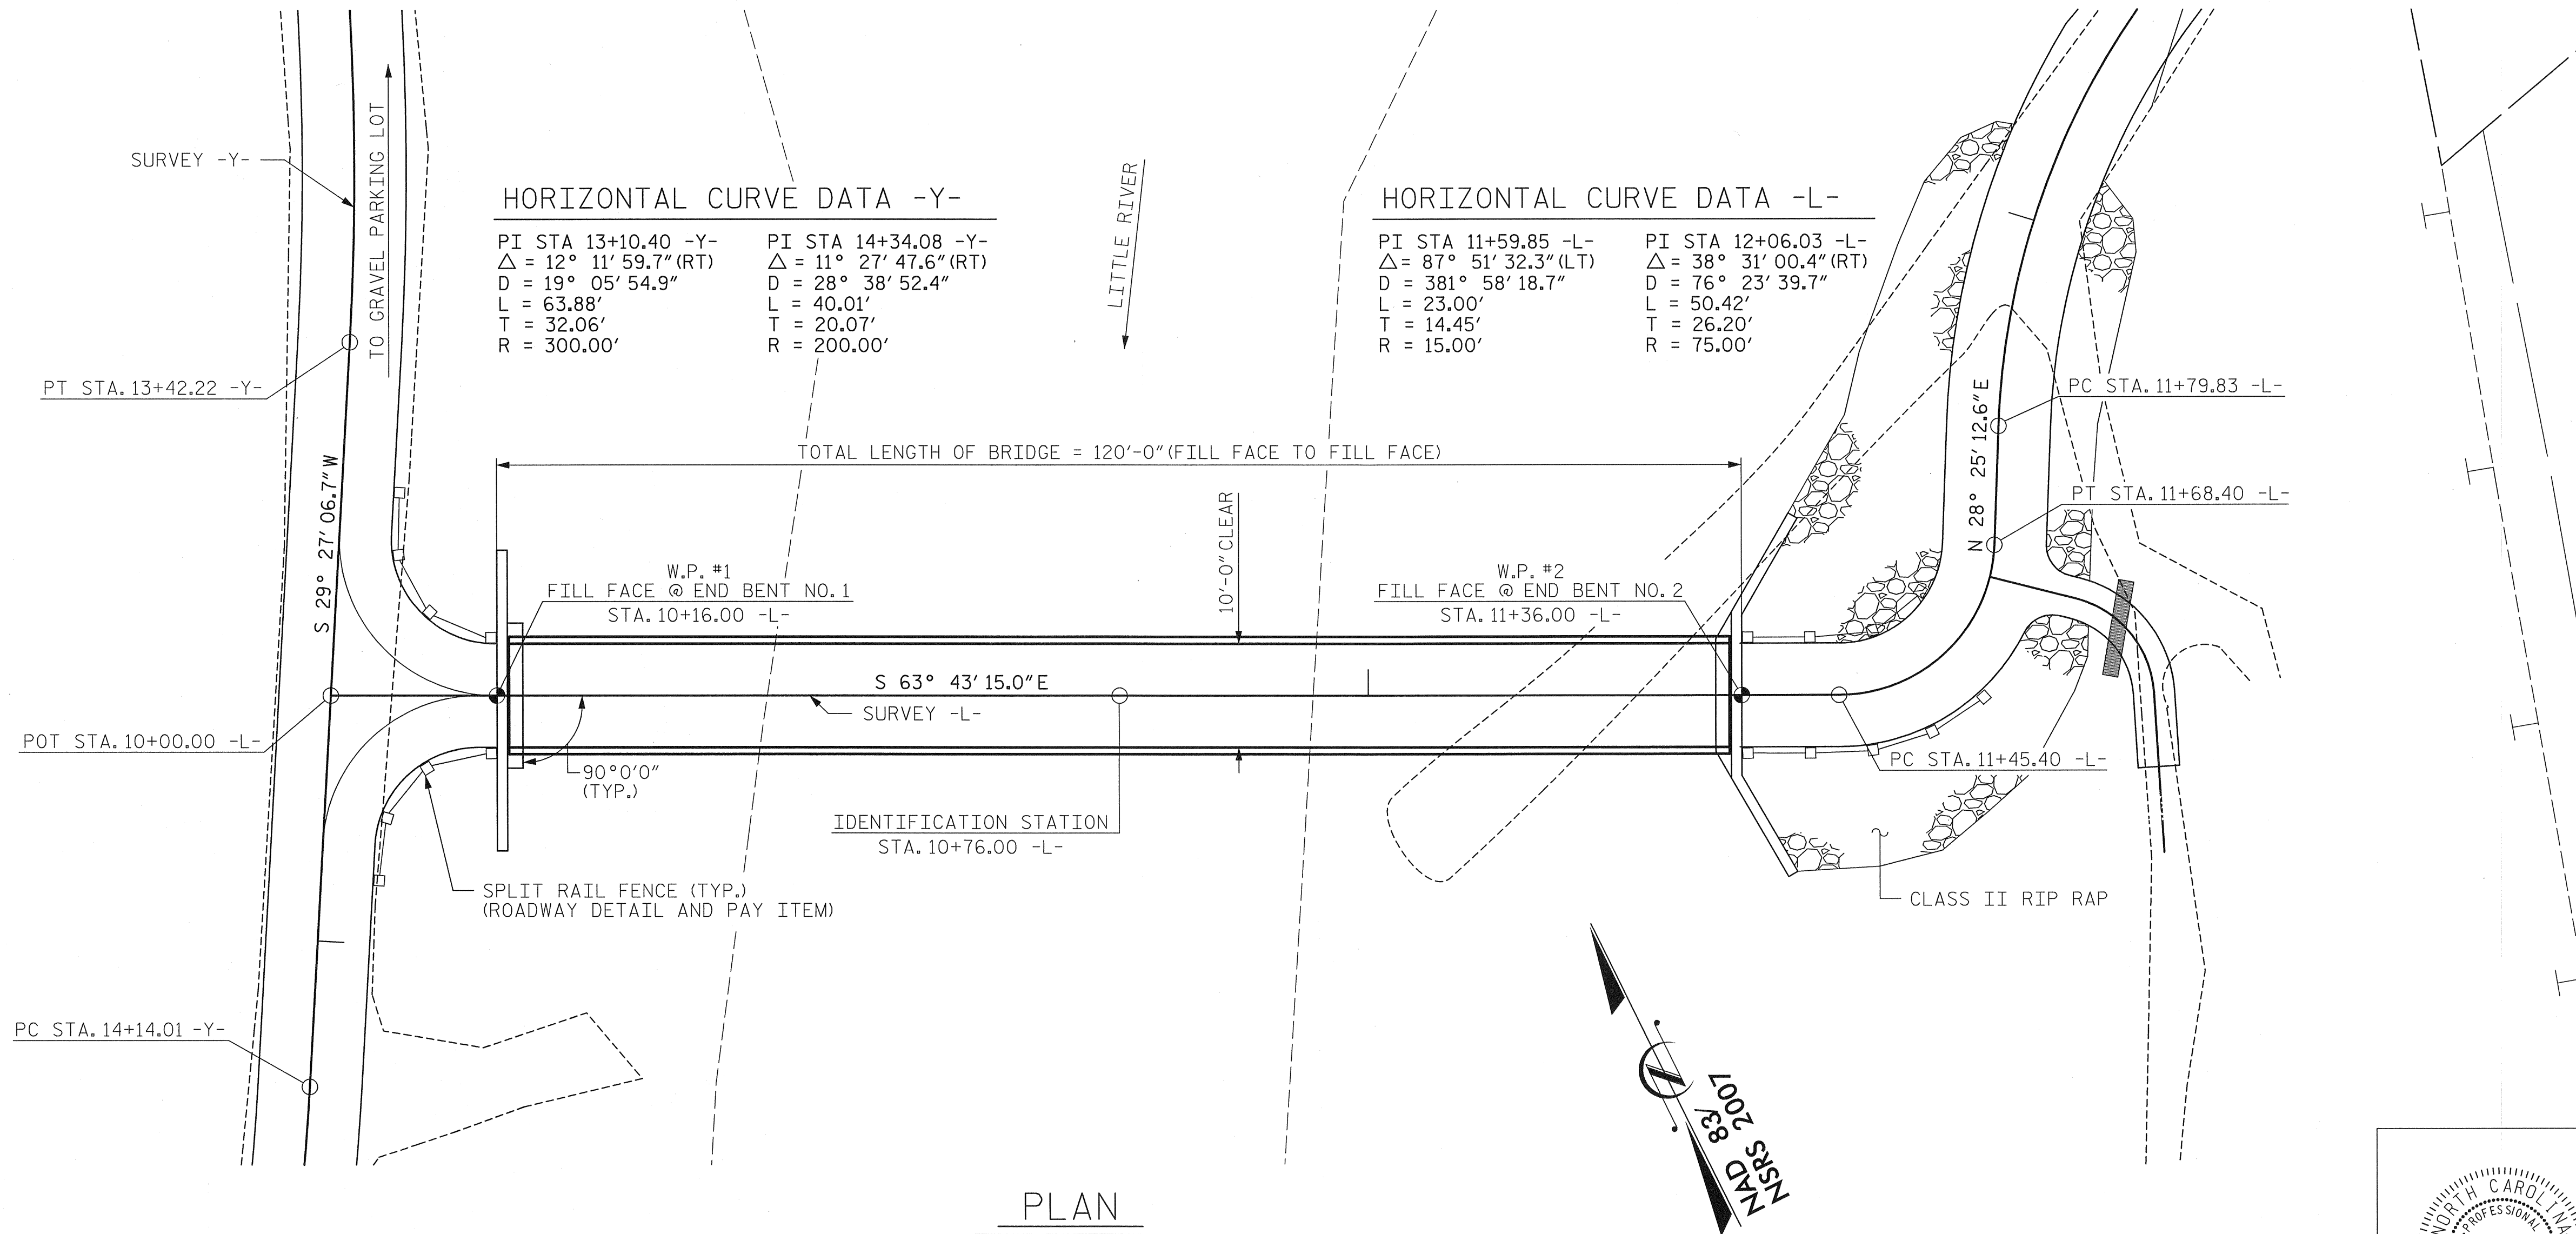 SURVEY -Y-
TO GRAVEL PARKING LOT
HORIZONTAL CURVE DATA -Y-
PI STA 13+10.40 -Y-
△ = 12° 11' 59.7"(RT)
D = 19° 05' 54.9"
L = 63.88'
T = 32.06'
R = 300.00'
PI STA 14+34.08 -Y-
△ = 11° 27' 47.6"(RT)
D = 28° 38' 52.4"
L = 40.01'
T = 20.07'
R = 200.00'
LITTLE RIVER
HORIZONTAL CURVE DATA -L-
PI STA 11+59.85 -L-
△= 87° 51' 32.3"(LT)
D = 381° 58' 18.7"
L = 23.00'
T = 14.45'
R = 15.00'
PI STA 12+06.03 -L-
△= 38° 31' 00.4"(RT)
D = 76° 23' 39.7"
L = 50.42'
T = 26.20'
R = 75.00'
PT STA. 13+42.22 -Y-
PC STA. 11+79.83 -L-
N 28° 25' 12.6"E
TOTAL LENGTH OF BRIDGE = 120'-0"(FILL FACE TO FILL FACE)
PT STA. 11+68.40 -L-
S 29° 27' 06.7"W
10'-0" CLEAR
W.P. #1
FILL FACE @ END BENT NO. 1
STA. 10+16.00 -L-
W.P. #2
FILL FACE @ END BENT NO. 2
STA. 11+36.00 -L-
S 63° 43' 15.0"E
SURVEY -L-
POT STA. 10+00.00 -L-
PC STA. 11+45.40 -L-
90°0'0"
(TYP.)
IDENTIFICATION STATION
STA. 10+76.00 -L-
SPLIT RAIL FENCE (TYP.)
(ROADWAY DETAIL AND PAY ITEM)
CLASS II RIP RAP
PC STA. 14+14.01 -Y-
NAD 83/
NSRS 2007
PLAN
NORTH CAROLINA
PROFESSIONAL